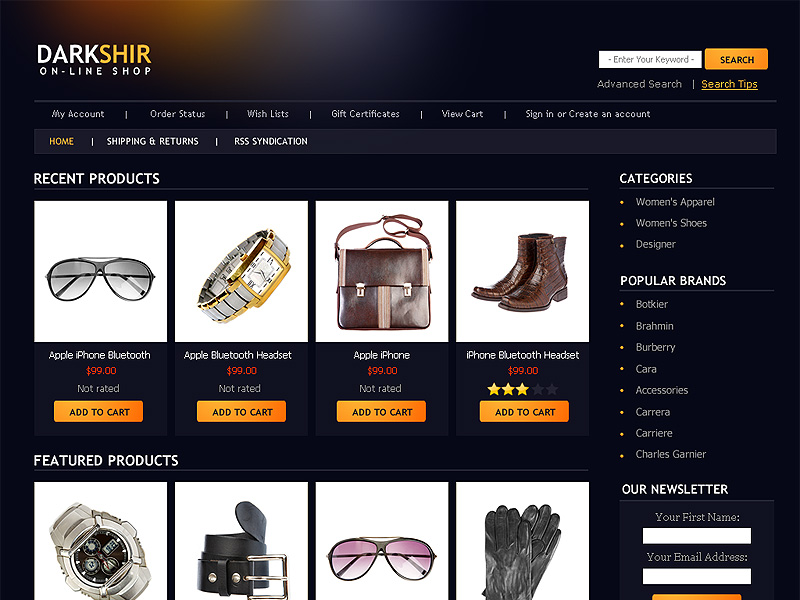 DARKSHIR
ON-LINE SHOP
- Enter Your Keyword -
SEARCH
Advanced Search | Search Tips
My Account | Order Status | Wish Lists | Gift Certificates | View Cart | Sign in or Create an account
HOME | SHIPPING & RETURNS | RSS SYNDICATION
RECENT PRODUCTS
Apple iPhone Bluetooth
$99.00
Not rated
ADD TO CART
Apple Bluetooth Headset
$99.00
Not rated
ADD TO CART
Apple iPhone
$99.00
Not rated
ADD TO CART
iPhone Bluetooth Headset
$99.00
ADD TO CART
FEATURED PRODUCTS
CATEGORIES
Women's Apparel
Women's Shoes
Designer
POPULAR BRANDS
Botkier
Brahmin
Burberry
Cara
Accessories
Carrera
Carriere
Charles Garnier
OUR NEWSLETTER
Your First Name:
Your Email Address: